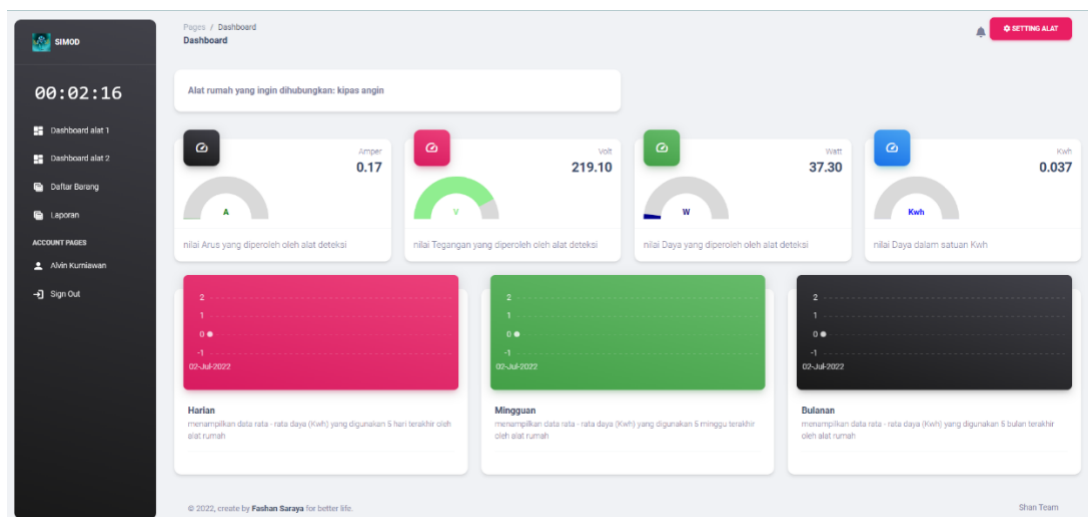 SIMOD
00:02:16
Dashboard alat 1
Dashboard alat 2
Daftar Barang
Laporan
ACCOUNT PAGES
Alvin Kurniawan
Sign Out
Pages / Dashboard
Dashboard
SETTING ALAT
Alat rumah yang ingin dihubungkan: kipas angin
Amper
0.17
A
nilai Arus yang diperoleh oleh alat deteksi
Volt
219.10
V
nilai Tegangan yang diperoleh oleh alat deteksi
Watt
37.30
W
nilai Daya yang diperoleh oleh alat deteksi
Kwh
0.037
Kwh
nilai Daya dalam satuan Kwh
2
1
0
-1
02-Jul-2022
Harian
menampilkan data rata - rata daya (Kwh) yang digunakan 5 hari terakhir oleh
alat rumah
2
1
0
-1
02-Jul-2022
Mingguan
menampilkan data rata - rata daya (Kwh) yang digunakan 5 minggu terakhir
oleh alat rumah
2
1
0
-1
02-Jul-2022
Bulanan
menampilkan data rata - rata daya (Kwh) yang digunakan 5 bulan terakhir
oleh alat rumah
© 2022, create by Fashan Saraya for better life.
Shan Team